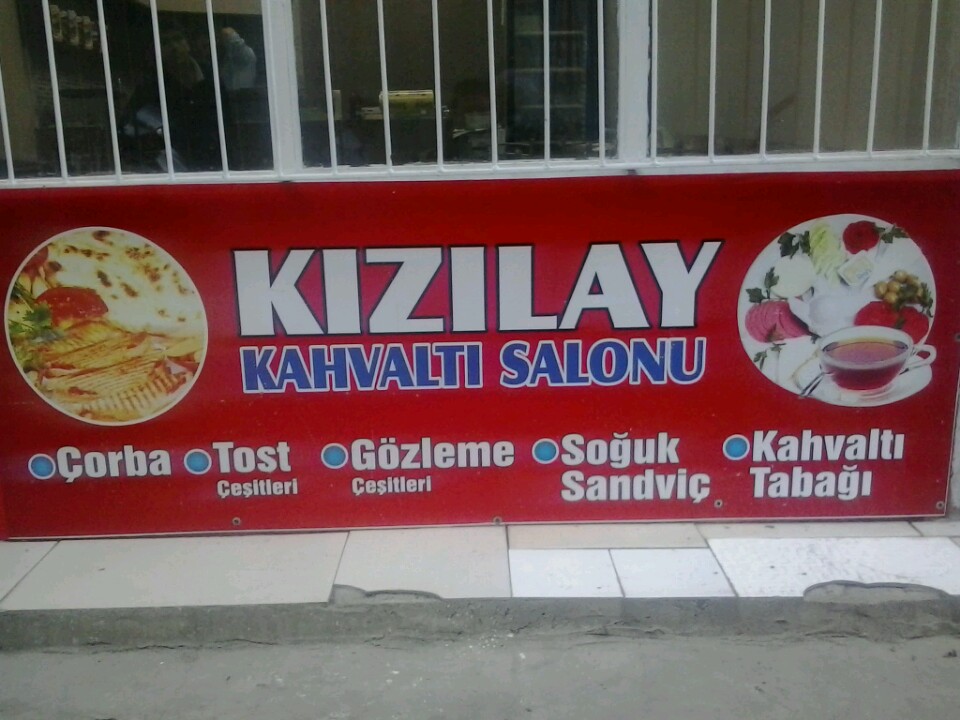 KIZILAY
KAHVALTI SALONU
Çorba
Tost
Çeşitleri
Gözleme
Çeşitleri
Soğuk
Sandviç
Kahvaltı
Tabağı